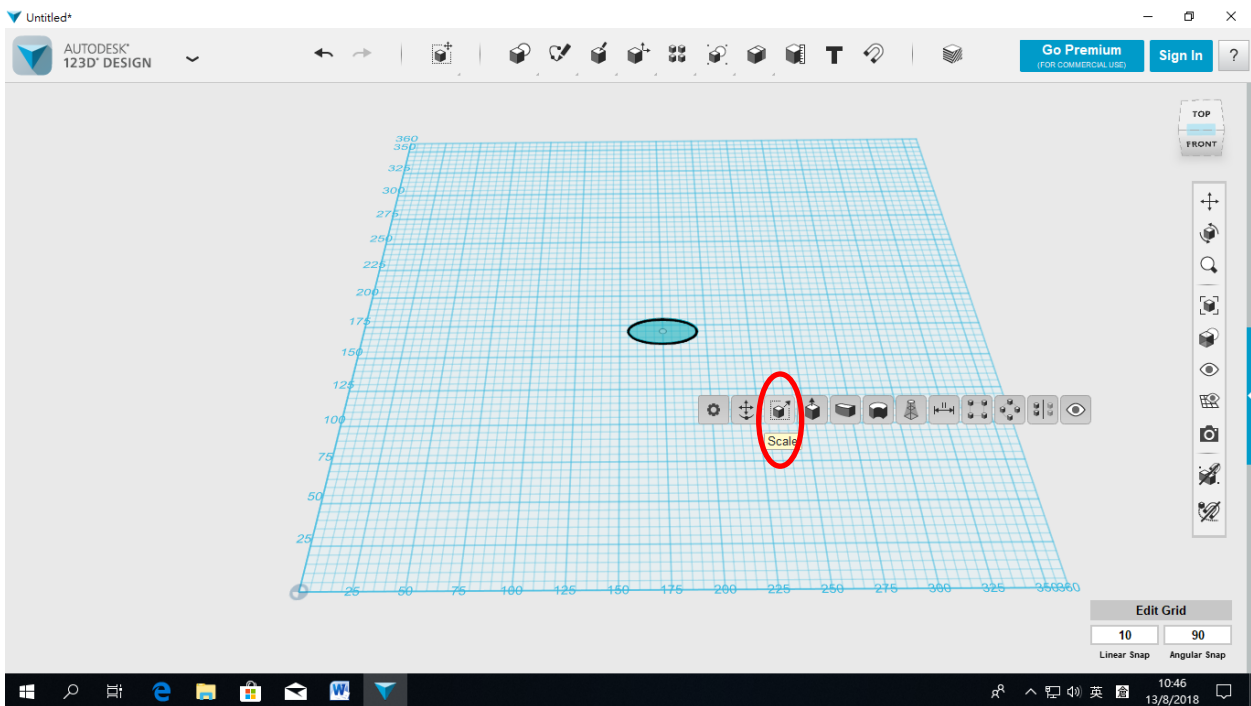 Untitled*
AUTODESK®
123D® DESIGN
T
Go Premium
(FOR COMMERCIAL USE)
Sign In
?
TOP
FRONT
360
350
325
300
275
250
225
200
175
150
125
100
75
50
25
Scale
25 50 75 100 125 150 175 200 225 250 275 300 325 350 360
Edit Grid
10 90
Linear Snap Angular Snap
W
英 倉
10:46
13/8/2018